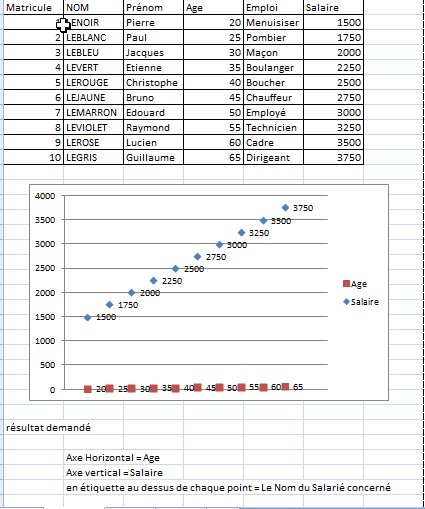 Matricule NOM Prénom Age Emploi Salaire
LENOIR Pierre 20 Menuisiser 1500
2 LEBLANC Paul 25 Pombier 1750
3 LEBLEU Jacques 30 Maçon 2000
4 LEVERT Etienne 35 Boulanger 2250
5 LEROUGE Christophe 40 Boucher 2500
6 LEJAUNE Bruno 45 Chauffeur 2750
7 LEMARRON Edouard 50 Employé 3000
8 LEVIOLET Raymond 55 Technicien 3250
9 LEROSE Lucien 60 Cadre 3500
10 LEGRIS Guillaume 65 Dirigeant 3750
4000
3500
3000
2500
2000
1500
1000
500
0
3750
3500
3250
3000
2750
2500
2250
2000
1750
1500
20 25 30 35 40 45 50 55 60 65
Age
Salaire
résultat demandé
Axe Horizontal = Age
Axe vertical = Salaire
en étiquette au dessus de chaque point = Le Nom du Salarié concerné